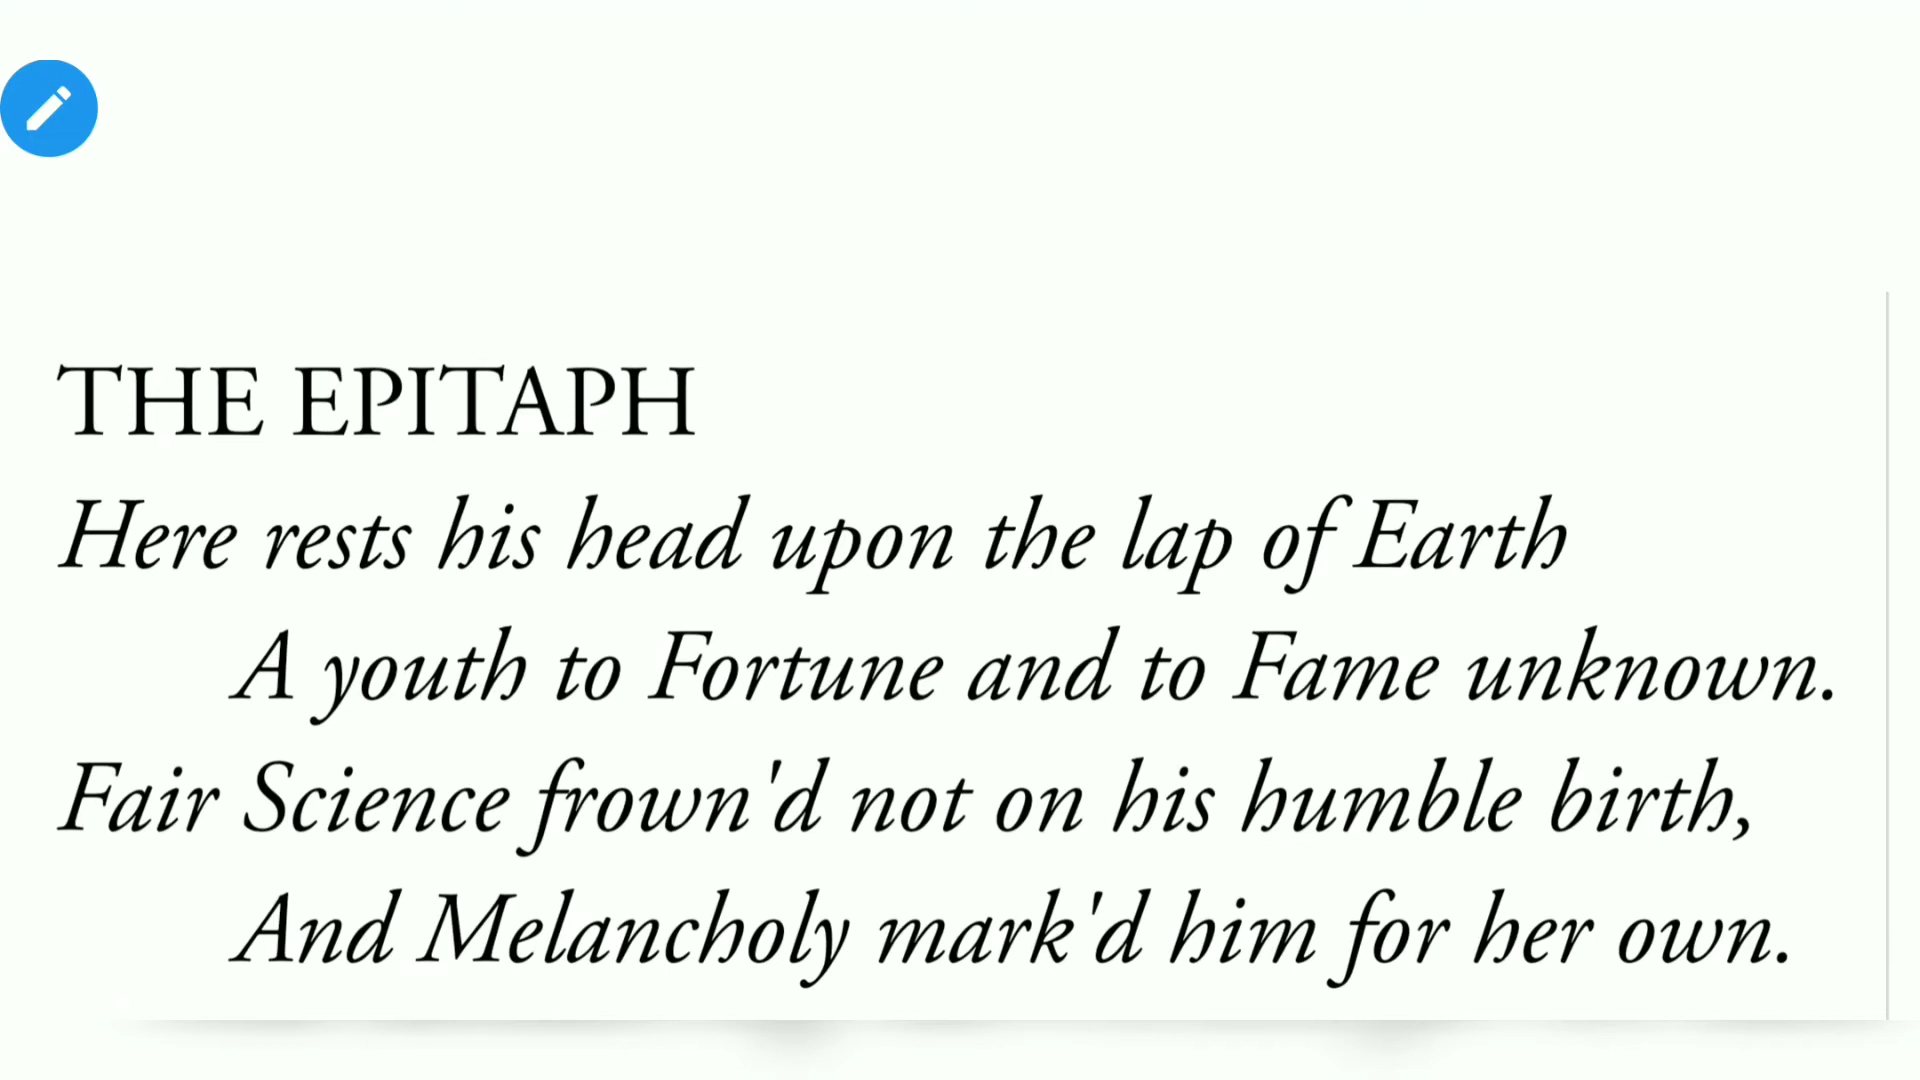 THE EPITAPH
Here rests his head upon the lap of Earth
A youth to Fortune and to Fame unknown.
Fair Science frown'd not on his humble birth,
And Melancholy mark'd him for her own.